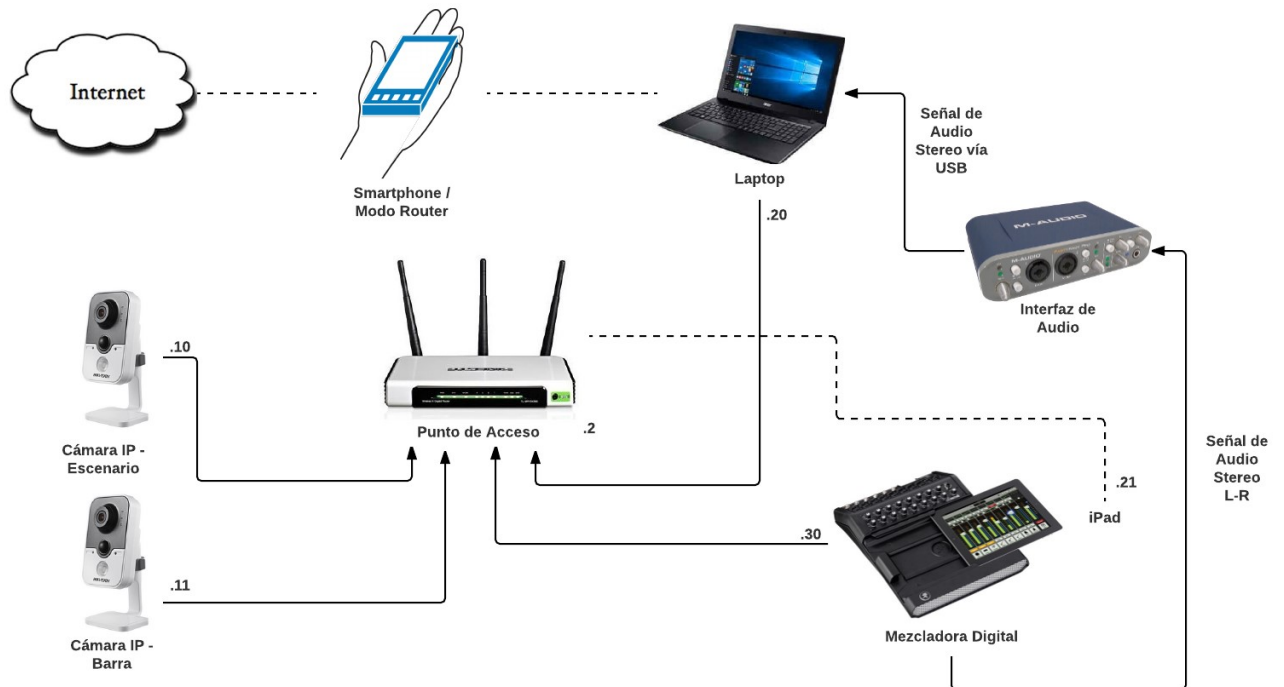 Internet
Smartphone /
Modo Router
Laptop
.20
Señal de
Audio
Stereo vía
USB
M-AUDIO
M-AUDIO
Interfaz de
Audio
.10
Cámara IP -
Escenario
Punto de Acceso
.2
.11
Cámara IP -
Barra
.30
Mezcladora Digital
.21
iPad
Señal de
Audio
Stereo
L-R